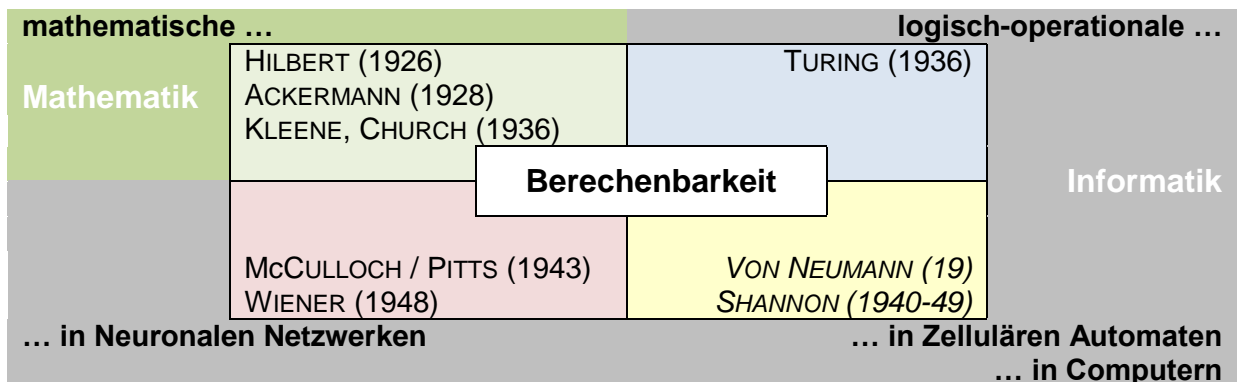 mathematische …
logisch-operationale …
Mathematik
HILBERT (1926)
ACKERMANN (1928)
KLEENE, CHURCH (1936)
TURING (1936)
Berechenbarkeit
Informatik
MCCULLOCH / PITTS (1943)
WIENER (1948)
VON NEUMANN (19)
SHANNON (1940-49)
… in Neuronalen Netzwerken
… in Zellulären Automaten
… in Computern